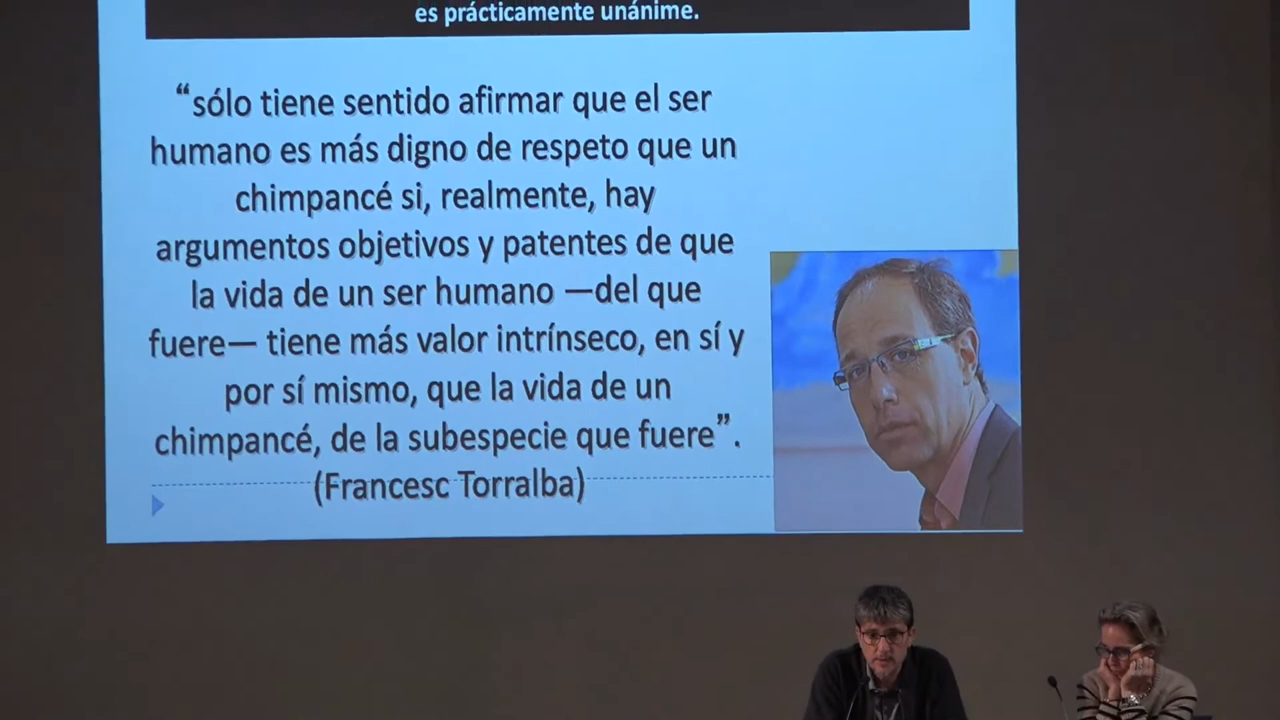 es prácticamente unánime.
“sólo tiene sentido afirmar que el ser
humano es más digno de respeto que un
chimpancé si, realmente, hay
argumentos objetivos y patentes de que
la vida de un ser humano —del que
fuere— tiene más valor intrínseco, en sí y
por sí mismo, que la vida de un
chimpancé, de la subespecie que fuere”.
(Francesc Torralba)